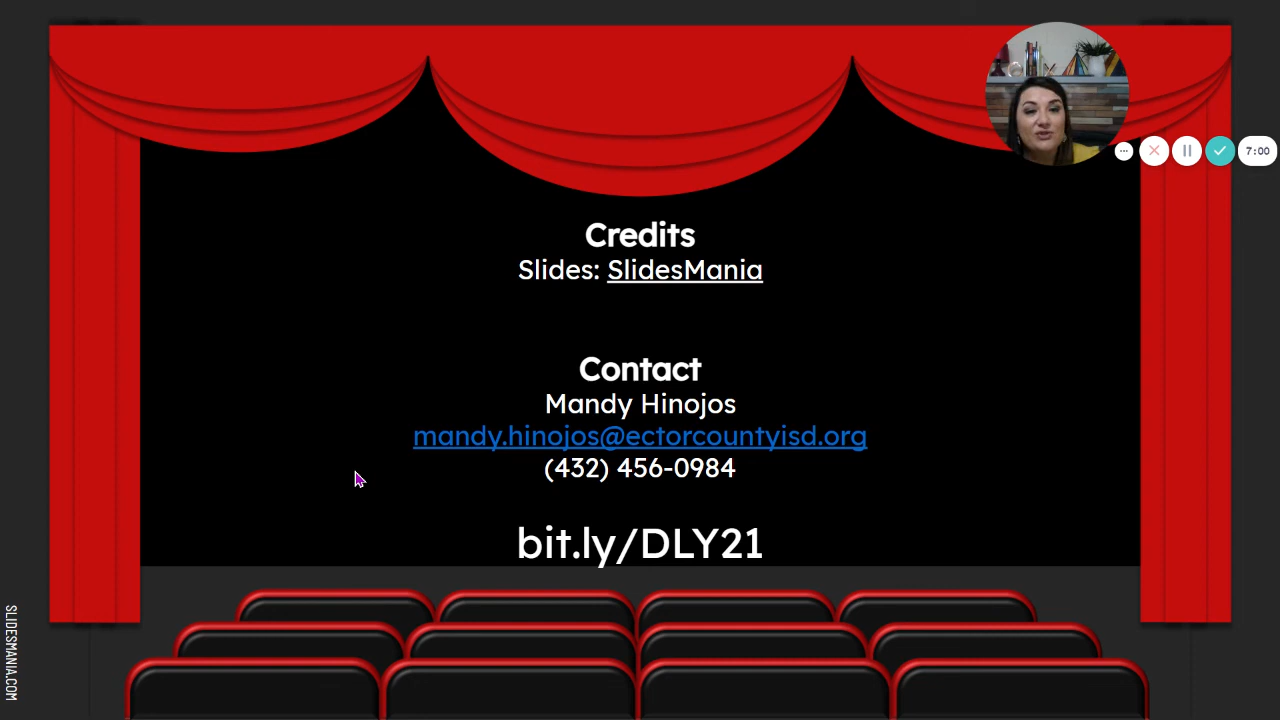 7:00
Credits
Slides: SlidesMania
Contact
Mandy Hinojos
mandy.hinojos@ectorcountyisd.org
(432) 456-0984
bit.ly/DLY21
SLIDESMANIA.COM